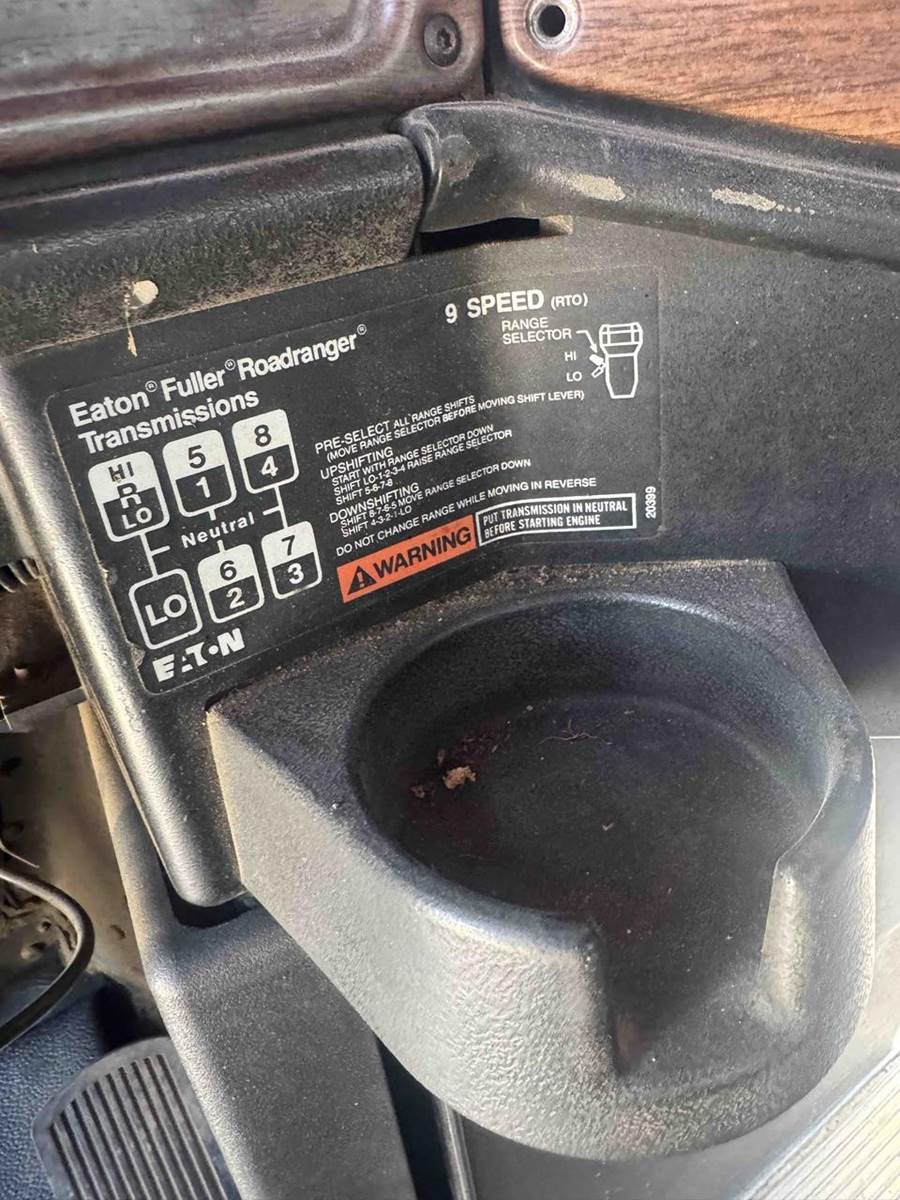 9 SPEED (RTO)
RANGE
SELECTOR
HI
LO
Eaton® Fuller® Roadranger®
Transmissions
HI
R
LO
5
1
8
4
Neutral
LO
6
2
7
3
EATON
PRE-SELECT ALL RANGE SHIFTS
(MOVE RANGE SELECTOR BEFORE MOVING SHIFT LEVER)
UPSHIFTING
START WITH RANGE SELECTOR DOWN
SHIFT LO-1-2-3-4 RAISE RANGE SELECTOR
SHIFT 5-6-7-8
DOWNSHIFTING
SHIFT 8-7-6-5 MOVE RANGE SELECTOR DOWN
SHIFT 4-3-2-1-LO
DO NOT CHANGE RANGE WHILE MOVING IN REVERSE
WARNING
PUT TRANSMISSION IN NEUTRAL
BEFORE STARTING ENGINE
20399